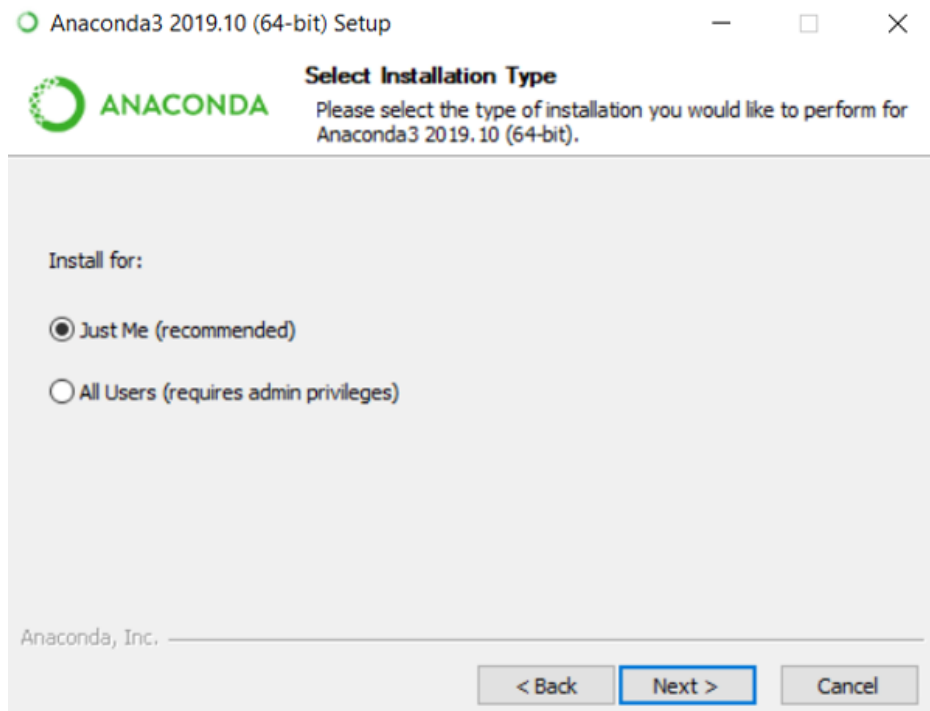 Anaconda3 2019.10 (64-bit) Setup
ANACONDA
Select Installation Type
Please select the type of installation you would like to perform for
Anaconda3 2019.10 (64-bit).
Install for:
Just Me (recommended)
All Users (requires admin privileges)
Anaconda, Inc.
< Back
Next >
Cancel